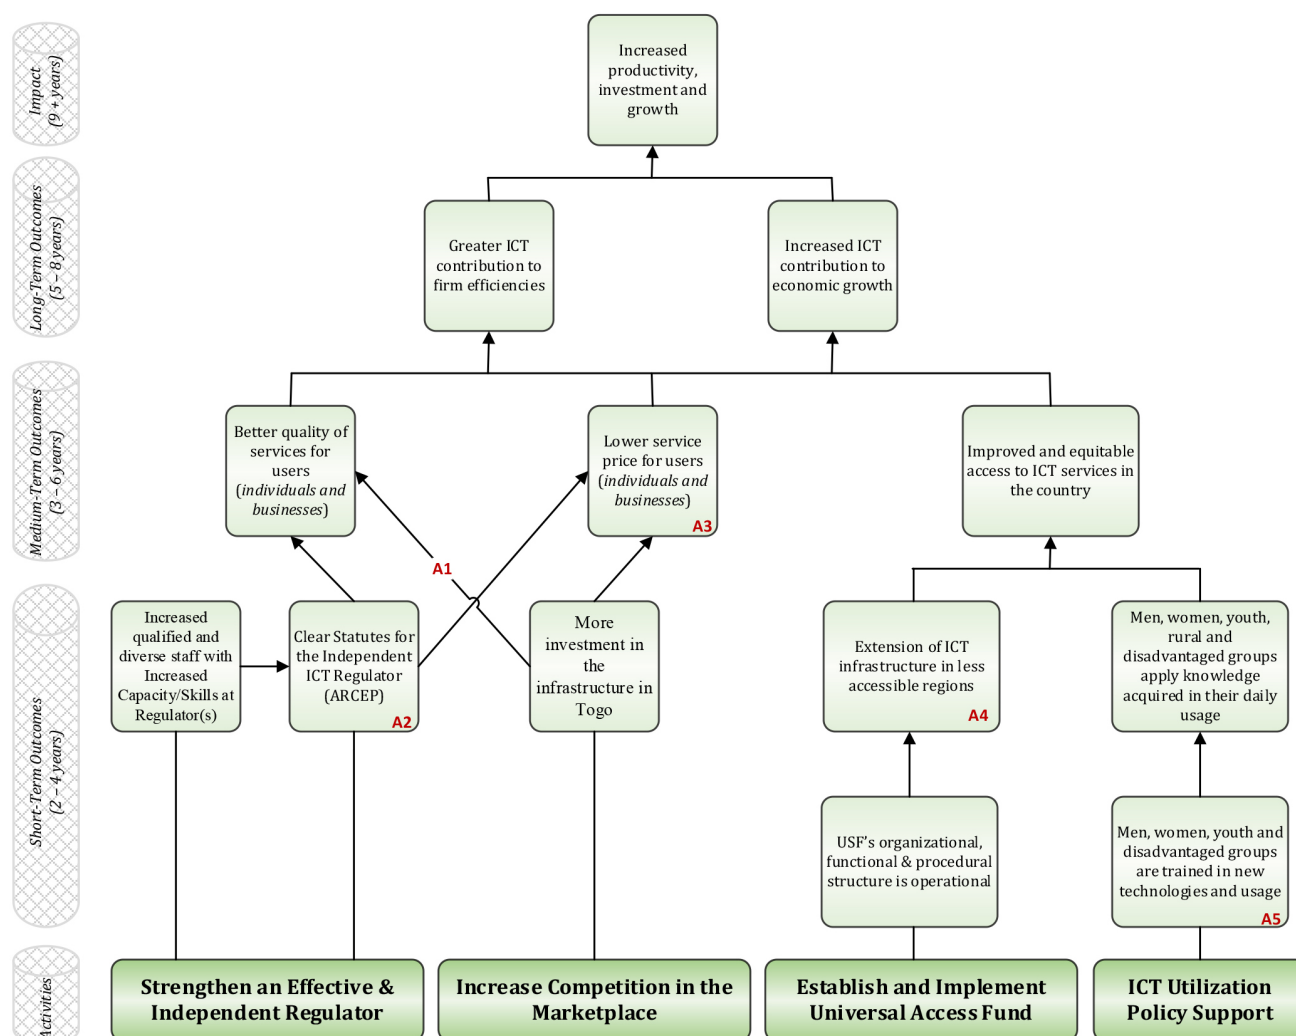 Impact
(9 + years)
Increased
productivity,
investment and
growth
Long-Term Outcomes
(5 – 8 years)
Greater ICT
contribution to
firm efficiencies
Increased ICT
contribution to
economic growth
Medium-Term Outcomes
(3 – 6 years)
Better quality of
services for
users
(individuals and
businesses)
Lower service
price for users
(individuals and
businesses)
A3
Improved and equitable
access to ICT services in
the country
A1
Short-Term Outcomes
(2 – 4 years)
Increased
qualified and
diverse staff with
Increased
Capacity/Skills at
Regulator(s)
Clear Statutes for
the Independent
ICT Regulator
(ARCEP)
A2
More
investment in
the
infrastructure in
Togo
Extension of ICT
infrastructure in less
accessible regions
A4
Men, women, youth,
rural and
disadvantaged groups
apply knowledge
acquired in their daily
usage
USF's organizational,
functional & procedural
structure is operational
Men, women, youth and
disadvantaged groups
are trained in new
technologies and usage
A5
Activities
Strengthen an Effective &
Independent Regulator
Increase Competition in the
Marketplace
Establish and Implement
Universal Access Fund
ICT Utilization
Policy Support